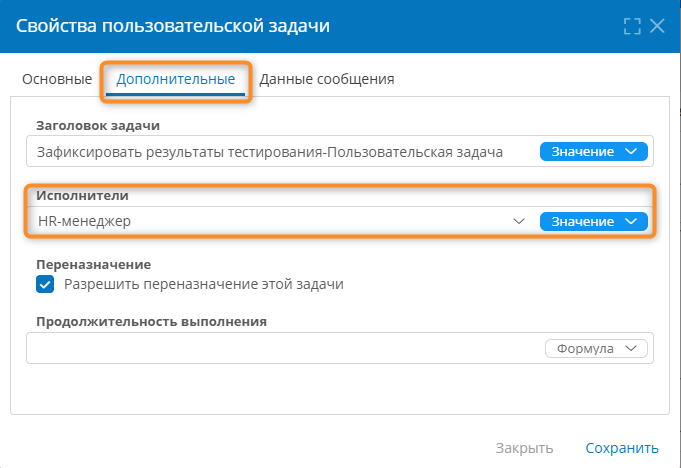 Свойства пользовательской задачи
Основные Дополнительные Данные сообщения
Заголовок задачи
Зафиксировать результаты тестирования-Пользовательская задача Значение
Исполнители
HR-менеджер Значение
Переназначение
Разрешить переназначение этой задачи
Продолжительность выполнения
Формула
Закрыть Сохранить